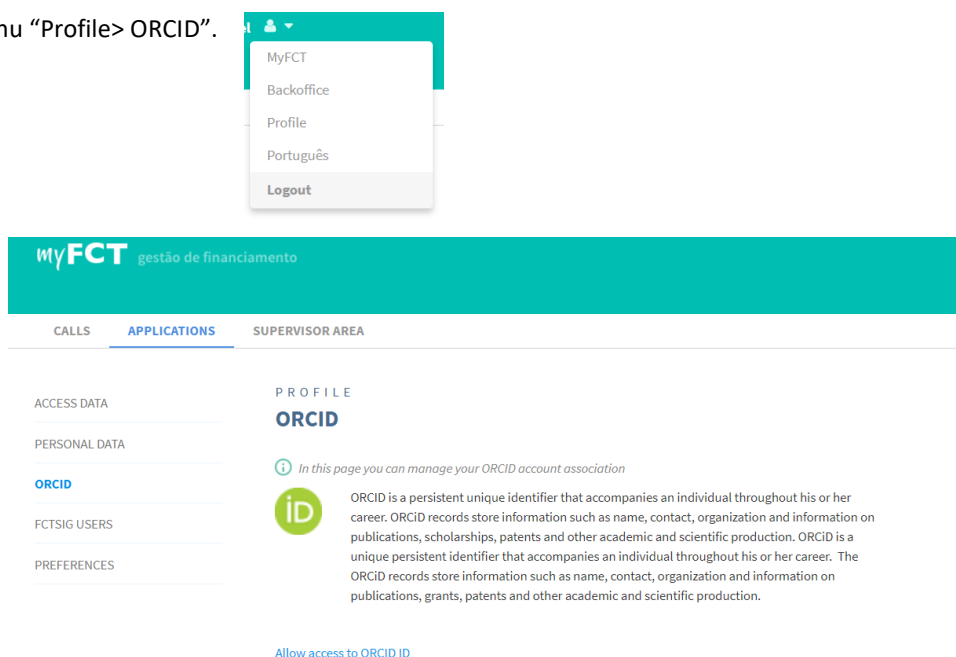 “Profile> ORCID”.
MyFCT
Backoffice
Profile
Português
Logout
myFCT gestão de financiamento
CALLS APPLICATIONS SUPERVISOR AREA
ACCESS DATA
PERSONAL DATA
ORCID
FCTSIG USERS
PREFERENCES
PROFILE
ORCID
In this page you can manage your ORCID account association
iD
ORCID is a persistent unique identifier that accompanies an individual throughout his or her
career. ORCiD records store information such as name, contact, organization and information on
publications, scholarships, patents and other academic and scientific production. ORCiD is a
unique persistent identifier that accompanies an individual throughout his or her career. The
ORCiD records store information such as name, contact, organization and information on
publications, grants, patents and other academic and scientific production.
Allow access to ORCID ID